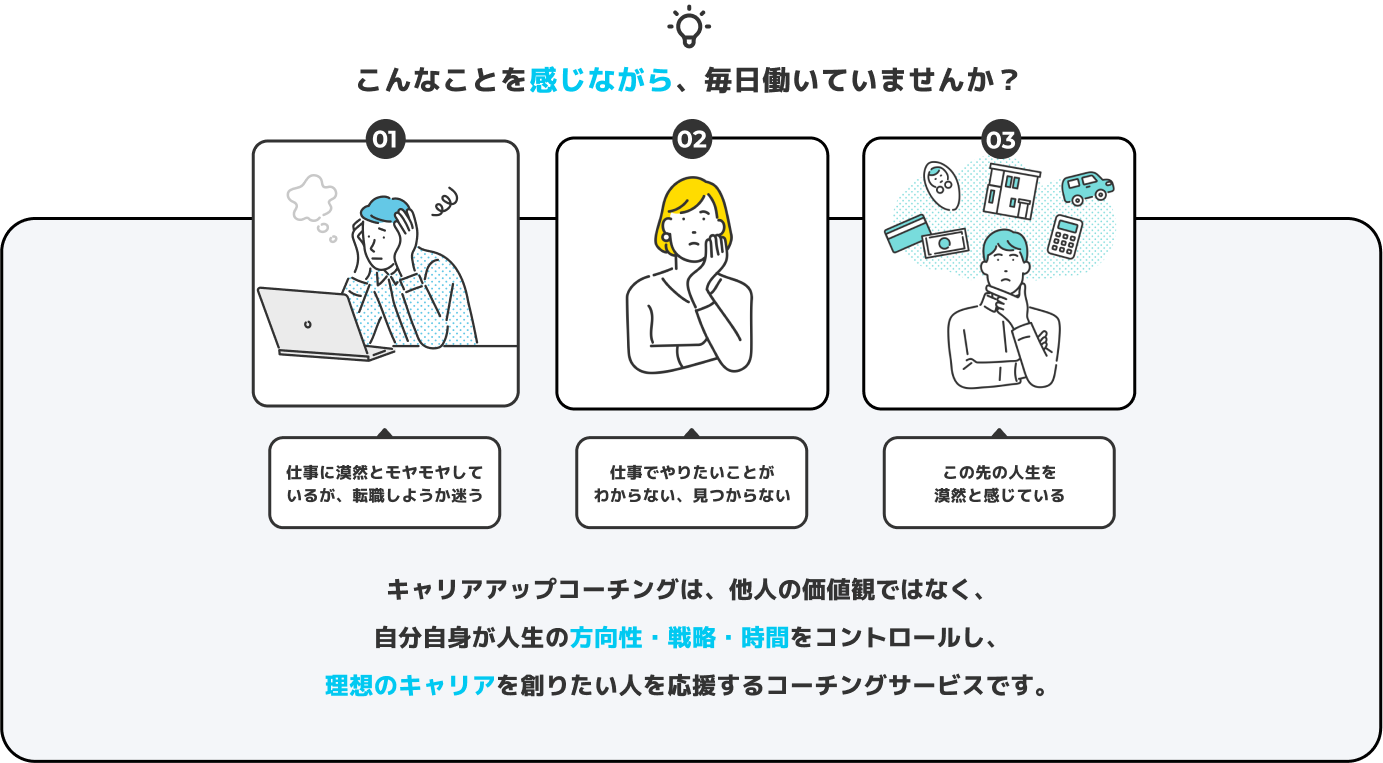 こんなことを感じながら、毎日働いていませんか？
01
02
03
仕事に漠然とモヤモヤして
いるが、転職しようか迷う
仕事でやりたいことが
わからない、見つからない
この先の人生を
漠然と感じている
キャリアアップコーチングは、他人の価値観ではなく、
自分自身が人生の方向性・戦略・時間をコントロールし、
理想のキャリアを創りたい人を応援するコーチングサービスです。